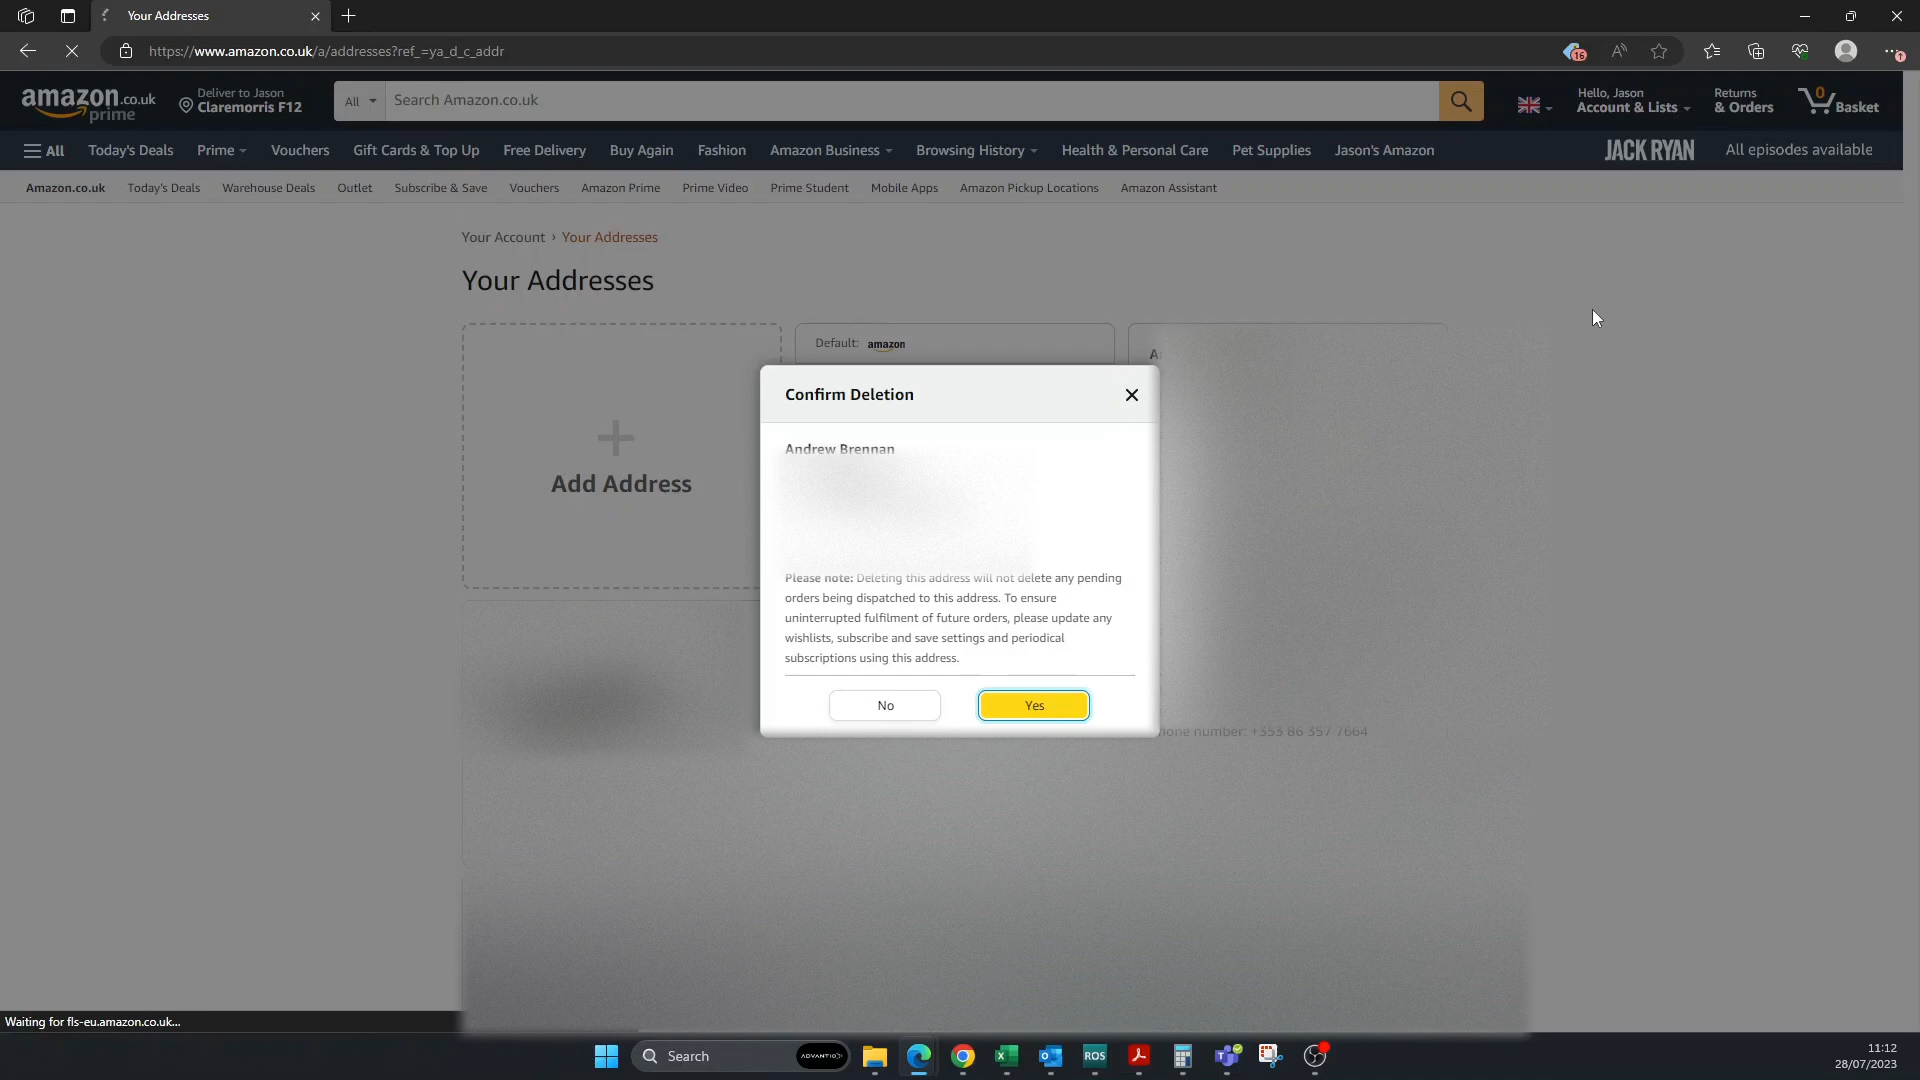 Your Addresses
https://www.amazon.co.uk/a/addresses?ref_=ya_d_c_addr
16
1
amazon.co.uk
prime
Deliver to Jason
Claremorris F12
All
Search Amazon.co.uk
Hello, Jason
Account & Lists
Returns
& Orders
0
Basket
All Today's Deals Prime Vouchers Gift Cards & Top Up Free Delivery Buy Again Fashion Amazon Business Browsing History Health & Personal Care Pet Supplies Jason's Amazon
JACK RYAN All episodes available
Amazon.co.uk Today's Deals Warehouse Deals Outlet Subscribe & Save Vouchers Amazon Prime Prime Video Prime Student Mobile Apps Amazon Pickup Locations Amazon Assistant
Your Account › Your Addresses
Your Addresses
Default: amazon
Add Address
Confirm Deletion
Andrew Brennan
Please note: Deleting this address will not delete any pending
orders being dispatched to this address. To ensure
uninterrupted fulfilment of future orders, please update any
wishlists, subscribe and save settings and periodical
subscriptions using this address.
No
Yes
number: +353 86 357 7664
Waiting for fls-eu.amazon.co.uk...
Search
ADVANTIO
ROS
11:12
28/07/2023